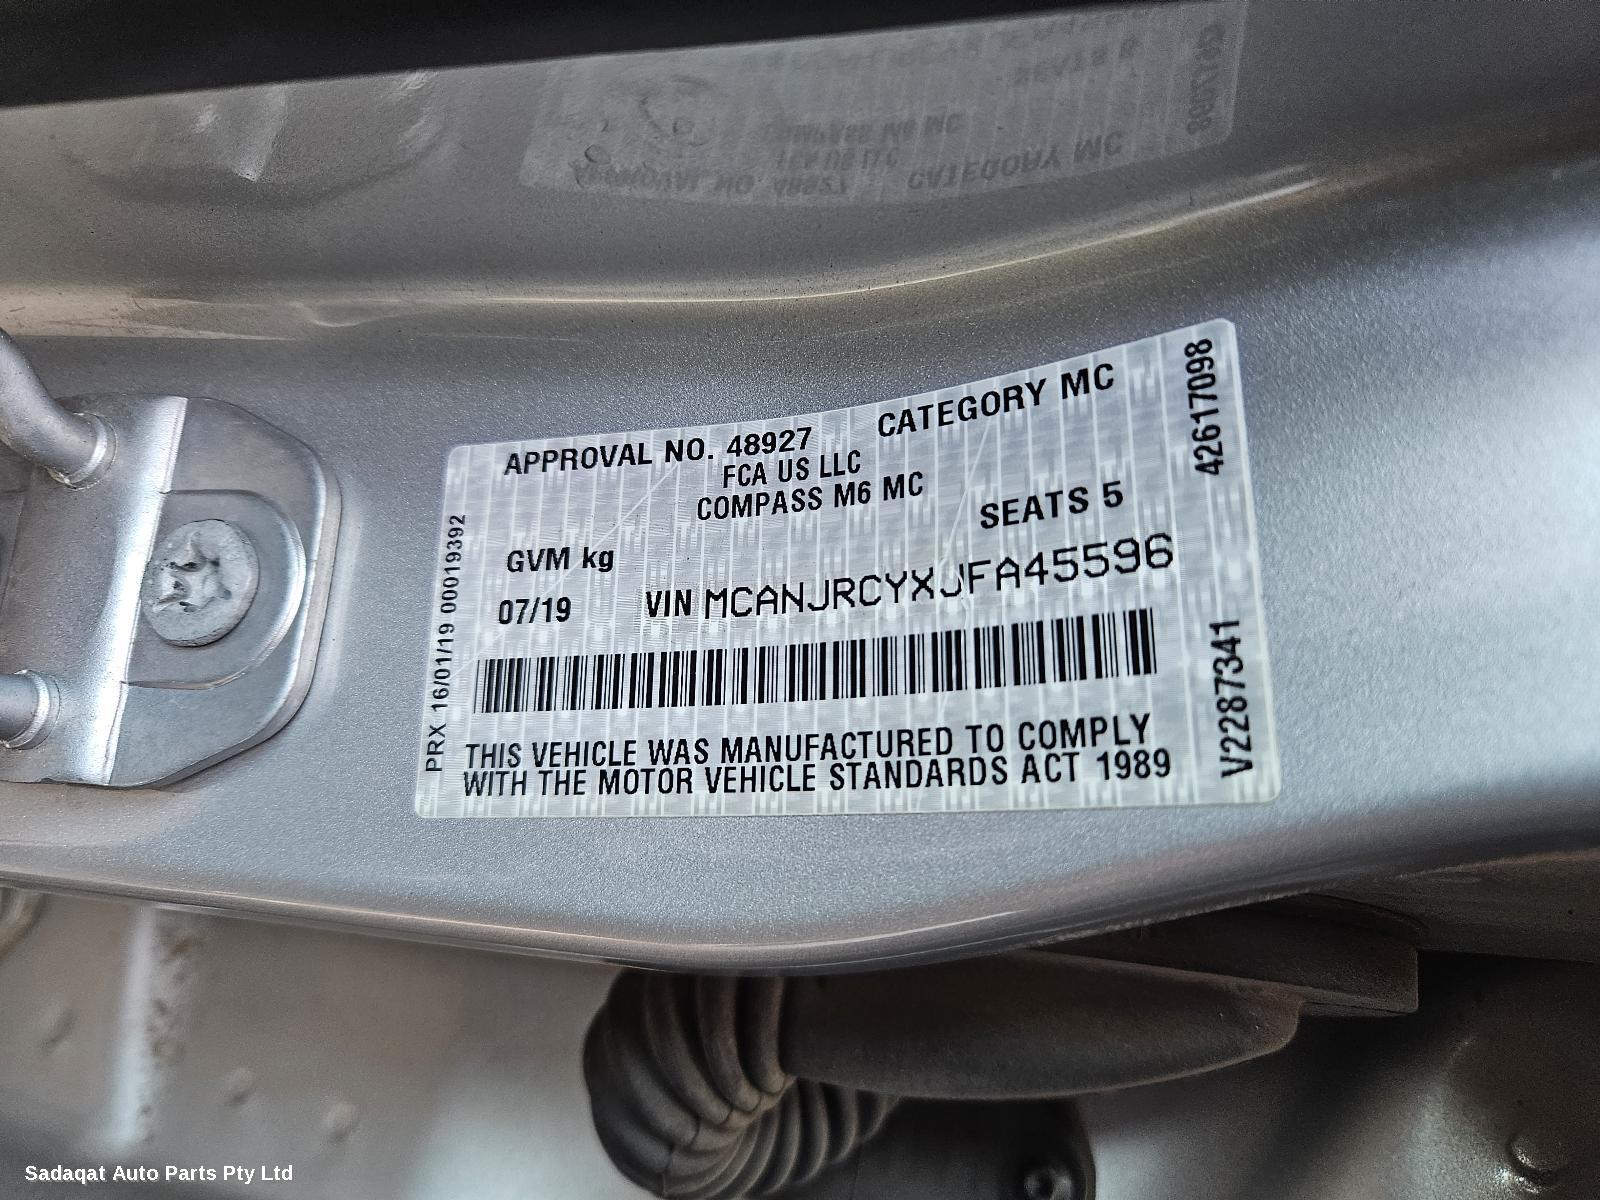 APPROVAL NO. 48927 CATEGORY MC
FCA US LLC
COMPASS M6 MC
SEATS 5
GVM kg
07/19 VIN MCANJRCYXJFA45596
THIS VEHICLE WAS MANUFACTURED TO COMPLY
WITH THE MOTOR VEHICLE STANDARDS ACT 1989
PRX 16/01/19 00019392
42617098
V2287341
Sadaqat Auto Parts Pty Ltd